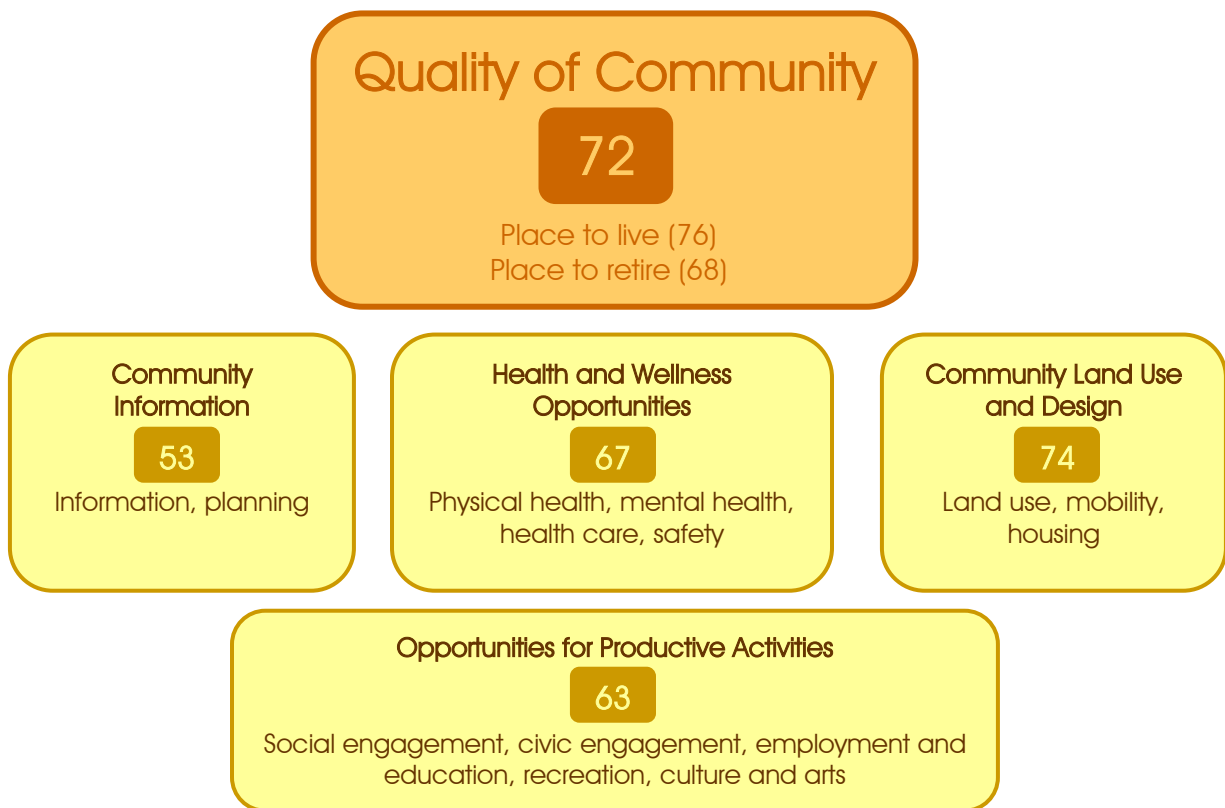 Quality of Community
72
Place to live (76)
Place to retire (68)
Community
Information
53
Information, planning
Health and Wellness
Opportunities
67
Physical health, mental health,
health care, safety
Community Land Use
and Design
74
Land use, mobility,
housing
Opportunities for Productive Activities
63
Social engagement, civic engagement, employment and
education, recreation, culture and arts